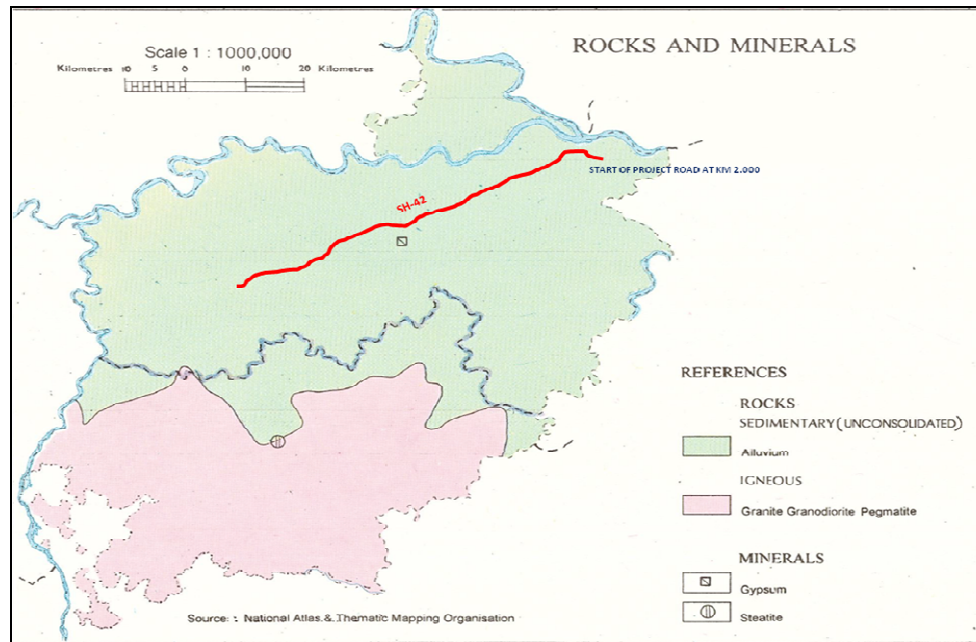 ROCKS AND MINERALS
Scale 1 : 1000,000
Kilometres 10 5 0 10 20 Kilometres
START OF PROJECT ROAD AT KM 2.000
SH-42
REFERENCES
ROCKS
SEDIMENTARY (UNCONSOLIDATED)
Alluvium
IGNEOUS
Granite Granodiorite Pegmatite
MINERALS
Gypsum
Steatite
Source: : National Atlas & Thematic Mapping Organisation